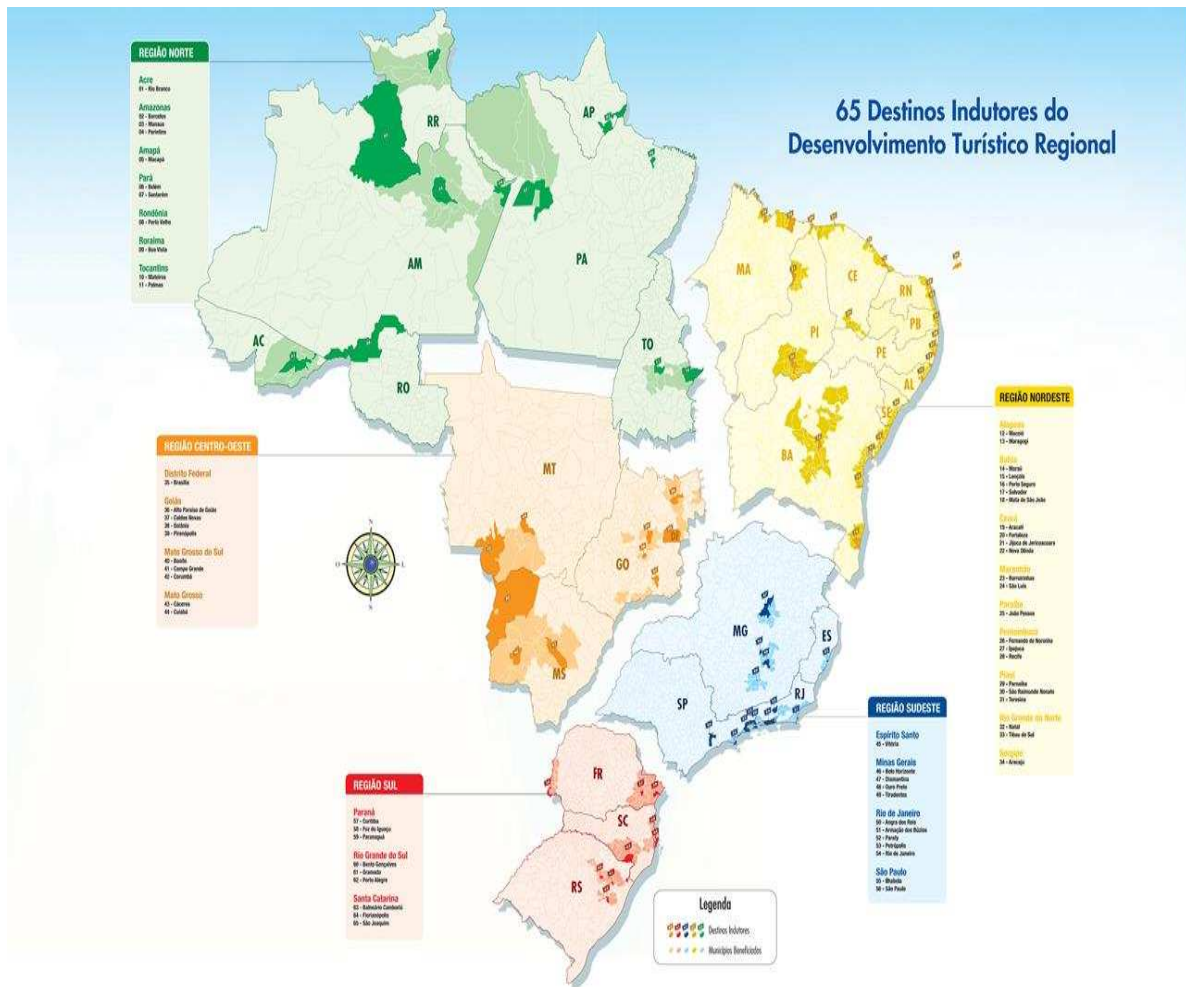 65 Destinos Indutores do
Desenvolvimento Turístico Regional
REGIÃO NORTE
Acre
01 - Rio Branco
Amazonas
02 - Barcelos
03 - Manaus
04 - Parintins
Amapá
05 - Macapá
Pará
06 - Belém
07 - Santarém
Rondônia
08 - Porto Velho
Roraima
09 - Boa Vista
Tocantins
10 - Mateiros
11 - Palmas
RR
AP
AM
PA
AC
RO
TO
MA
CE
RN
PB
PI
PE
AL
SE
BA
REGIÃO NORDESTE
Alagoas
12 - Maceió
13 - Maragogi
Bahia
14 - Maraú
15 - Lençóis
16 - Porto Seguro
17 - Salvador
18 - Mata de São João
Ceará
19 - Aracati
20 - Fortaleza
21 - Jijoca de Jericoacoara
22 - Nova Olinda
Maranhão
23 - Barreirinhas
24 - São Luís
Paraíba
25 - João Pessoa
Pernambuco
26 - Fernando de Noronha
27 - Ipojuca
28 - Recife
Piauí
29 - Parnaíba
30 - São Raimundo Nonato
31 - Teresina
Rio Grande do Norte
32 - Natal
33 - Tibau do Sul
Sergipe
34 - Aracaju
REGIÃO CENTRO-OESTE
Distrito Federal
35 - Brasília
Goiás
36 - Alto Paraíso de Goiás
37 - Caldas Novas
38 - Goiânia
39 - Pirenópolis
Mato Grosso do Sul
40 - Bonito
41 - Campo Grande
42 - Corumbá
Mato Grosso
43 - Cáceres
44 - Cuiabá
MT
GO
DF
MS
N
O
L
MG
ES
SP
RJ
REGIÃO SUDESTE
Espírito Santo
45 - Vitória
Minas Gerais
46 - Belo Horizonte
47 - Diamantina
48 - Ouro Preto
49 - Tiradentes
Rio de Janeiro
50 - Angra dos Reis
51 - Armação dos Búzios
52 - Paraty
53 - Petrópolis
54 - Rio de Janeiro
São Paulo
55 - Ilhabela
56 - São Paulo
REGIÃO SUL
Paraná
57 - Curitiba
58 - Foz do Iguaçu
59 - Paranaguá
Rio Grande do Sul
60 - Bento Gonçalves
61 - Gramado
62 - Porto Alegre
Santa Catarina
63 - Balneário Camboriú
64 - Florianópolis
65 - São Joaquim
FR
SC
RS
Legenda
Destinos Indutores
Municípios Beneficiados